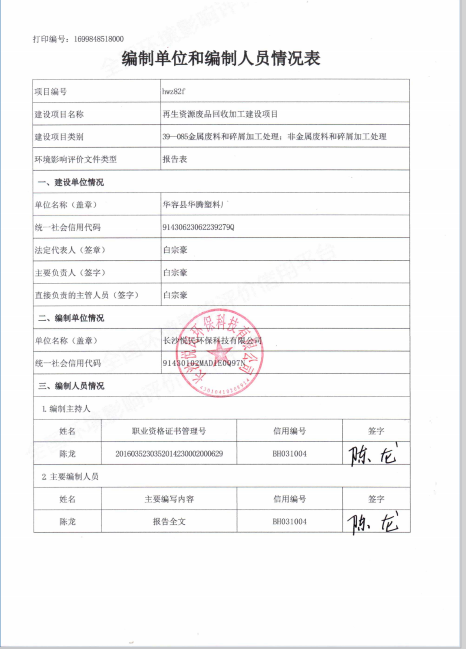 打印编号：1699848518000
编制单位和编制人员情况表
项目编号 hwz82f
建设项目名称 再生资源废品回收加工建设项目
建设项目类别 39—085金属废料和碎屑加工处理；非金属废料和碎屑加工处理
环境影响评价文件类型 报告表
一、建设单位情况
单位名称（盖章） 华容县华腾塑料厂
统一社会信用代码 91430623062239279Q
法定代表人（签章） 白宗豪
主要负责人（签字） 白宗豪
直接负责的主管人员（签字） 白宗豪
二、编制单位情况
单位名称（盖章） 长沙悦氏环保科技有限公司
统一社会信用代码 91430102MAD1E0Q97N
三、编制人员情况
1.编制主持人
姓名 职业资格证书管理号 信用编号 签字
陈龙 2016035230352014230002000629 BH031004 陈龙
2 主要编制人员
姓名 主要编写内容 信用编号 签字
陈龙 报告全文 BH031004 陈龙